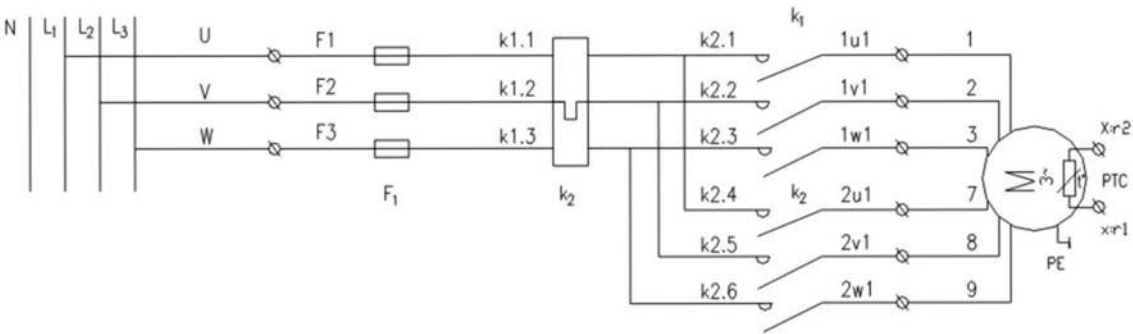 N L₁ L₂ L₃ U F1 k1.1 k2.1 k₁ 1u1 1
V F2 k1.2 k2.2 1v1 2
W F3 k1.3 k2.3 1w1 3 x:r2
F₁ k₂ k2.4 k₂ 2u1 7 M 3~ t° PTC
x:r1
k2.5 2v1 8 PE
k2.6 2w1 9